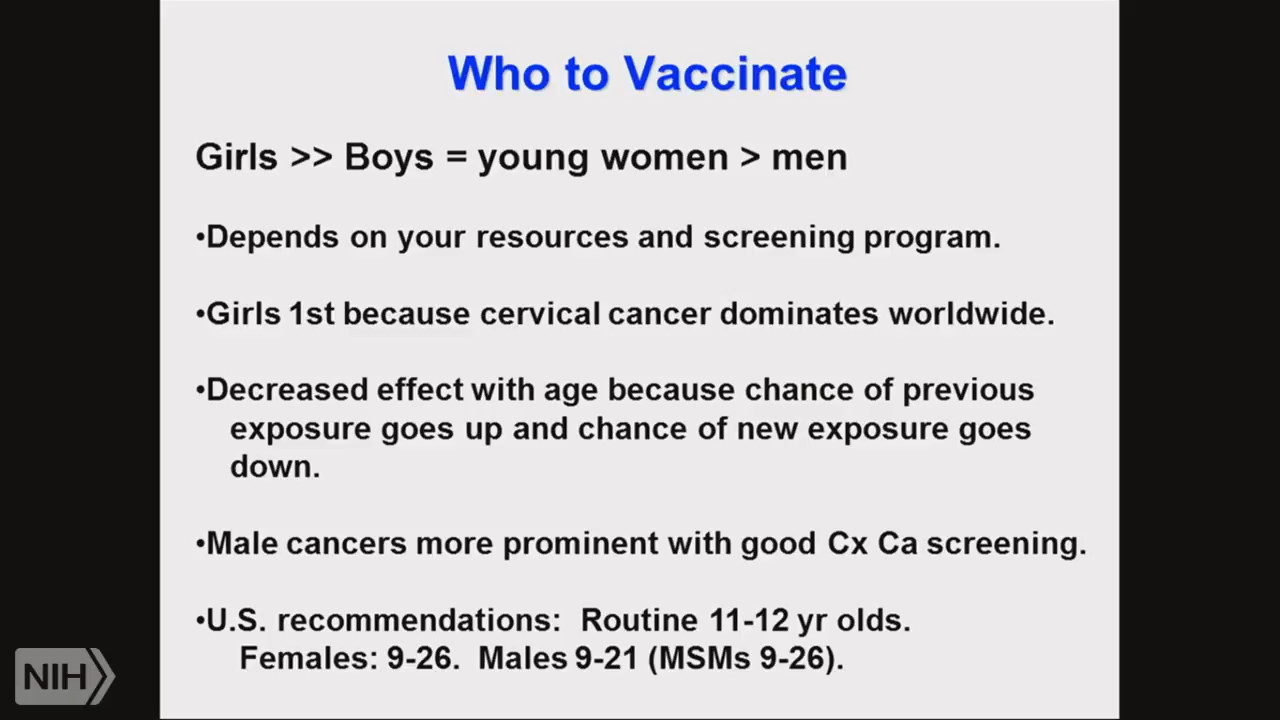 Who to Vaccinate
Girls >> Boys = young women > men
•Depends on your resources and screening program.
•Girls 1st because cervical cancer dominates worldwide.
•Decreased effect with age because chance of previous
exposure goes up and chance of new exposure goes
down.
•Male cancers more prominent with good Cx Ca screening.
•U.S. recommendations:  Routine 11-12 yr olds.
Females: 9-26.  Males 9-21 (MSMs 9-26).
NIH